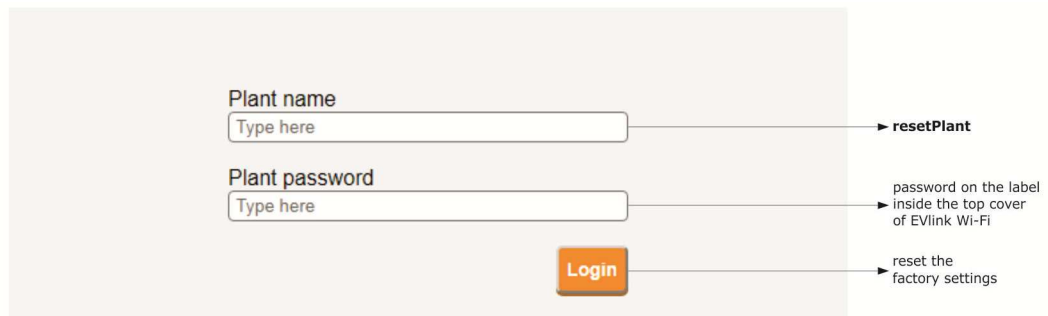 Plant name
Type here
resetPlant
Plant password
Type here
password on the label
inside the top cover
of EVlink Wi-Fi
Login
reset the
factory settings